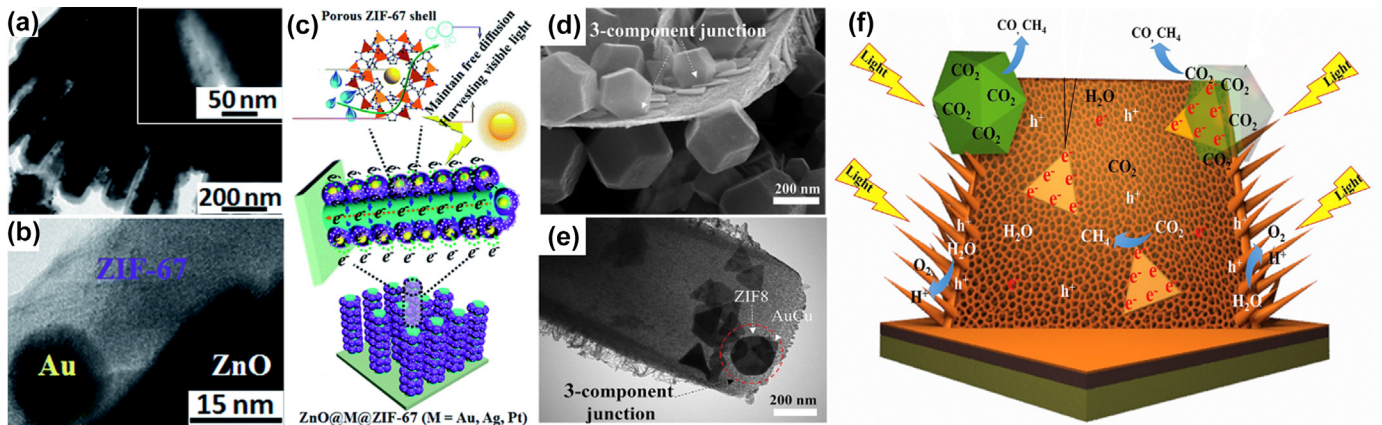 (a)
50 nm
200 nm
(b)
ZIF-67
Au
ZnO
15 nm
(c)
Porous ZIF-67 shell
Maintain free diffusion
Harvesting visible light
e⁻ e⁻ e⁻ e⁻ e⁻ e⁻ e⁻
e⁻ e⁻ e⁻ e⁻ e⁻ e⁻
e⁻ e⁻ e⁻ e⁻ e⁻ e⁻ e⁻
ZnO@M@ZIF-67 (M = Au, Ag, Pt)
(d)
3-component junction
200 nm
(e)
ZIF8
AuCu
3-component
junction
200 nm
(f)
CO, CH₄
CO, CH₄
Light
Light
CO₂
CO₂ CO₂
CO₂
CO₂
H₂O
e⁻ h⁺
h⁺
CO₂
e⁻
e⁻ e⁻
e⁻ e⁻
CO₂
Light
Light
e⁻
e⁻ e⁻
e⁻ e⁻
CO₂
h⁺
h⁺
H₂O
O₂
H⁺
h⁺
H₂O
CH₄
CO₂
h⁺
e⁻
e⁻ e⁻
e⁻ e⁻
h⁺
h⁺
O₂
H⁺
H₂O